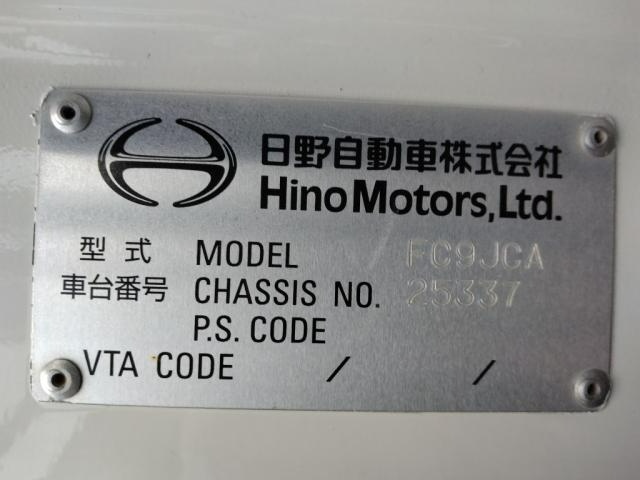 日野自動車株式会社
Hino Motors, Ltd.
型式 MODEL FC9JCA
車台番号 CHASSIS NO. 25337
P.S. CODE
VTA CODE / /